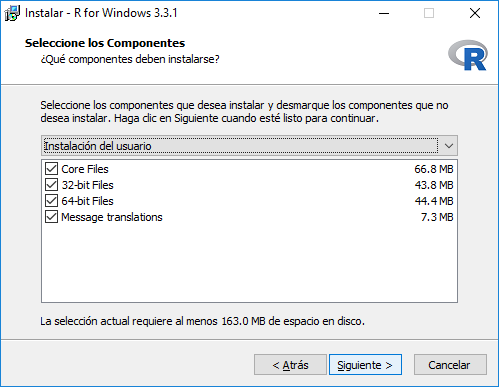 Instalar - R for Windows 3.3.1
Seleccione los Componentes
¿Qué componentes deben instalarse?
R
Seleccione los componentes que desea instalar y desmarque los componentes que no
desea instalar. Haga clic en Siguiente cuando esté listo para continuar.
Instalación del usuario
Core Files 66.8 MB
32-bit Files 43.8 MB
64-bit Files 44.4 MB
Message translations 7.3 MB
La selección actual requiere al menos 163.0 MB de espacio en disco.
< Atrás Siguiente > Cancelar